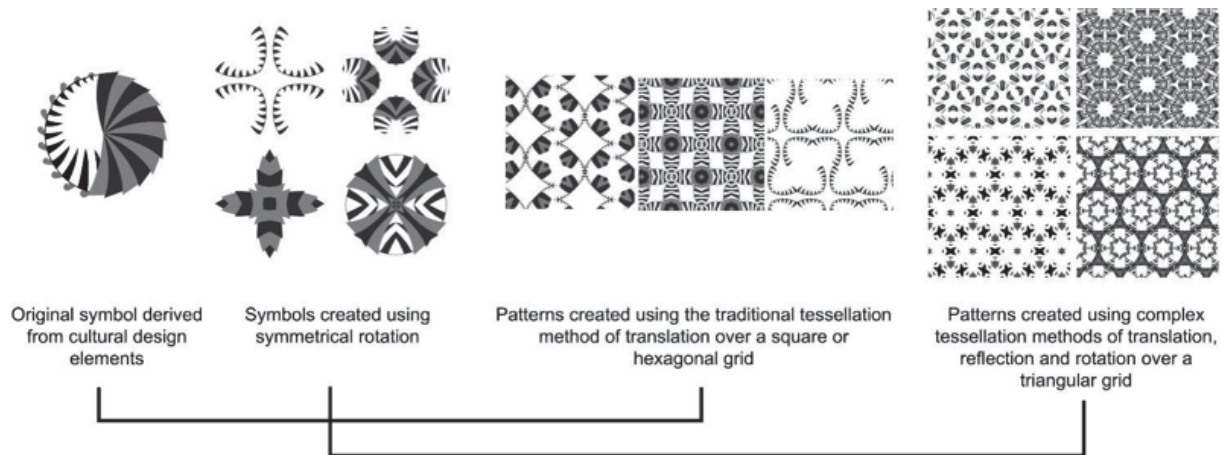 Original symbol derived
from cultural design
elements
Symbols created using
symmetrical rotation
Patterns created using the traditional tessellation
method of translation over a square or
hexagonal grid
Patterns created using complex
tessellation methods of translation,
reflection and rotation over a
triangular grid